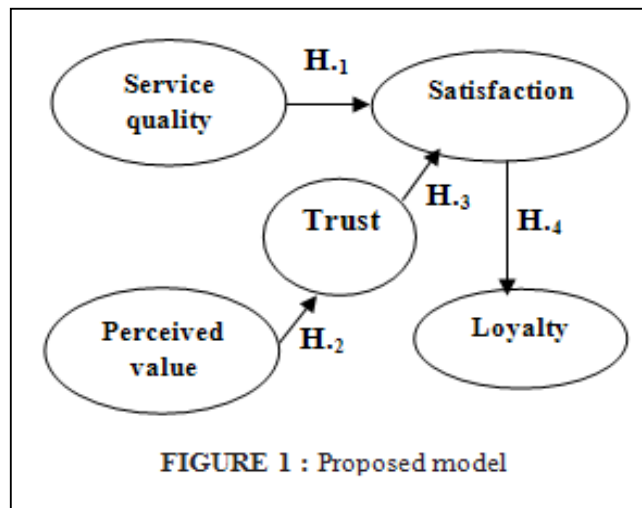 H.1
Service
quality
Satisfaction
Trust
H.3
H.4
Perceived
value
H.2
Loyalty
FIGURE 1 : Proposed model